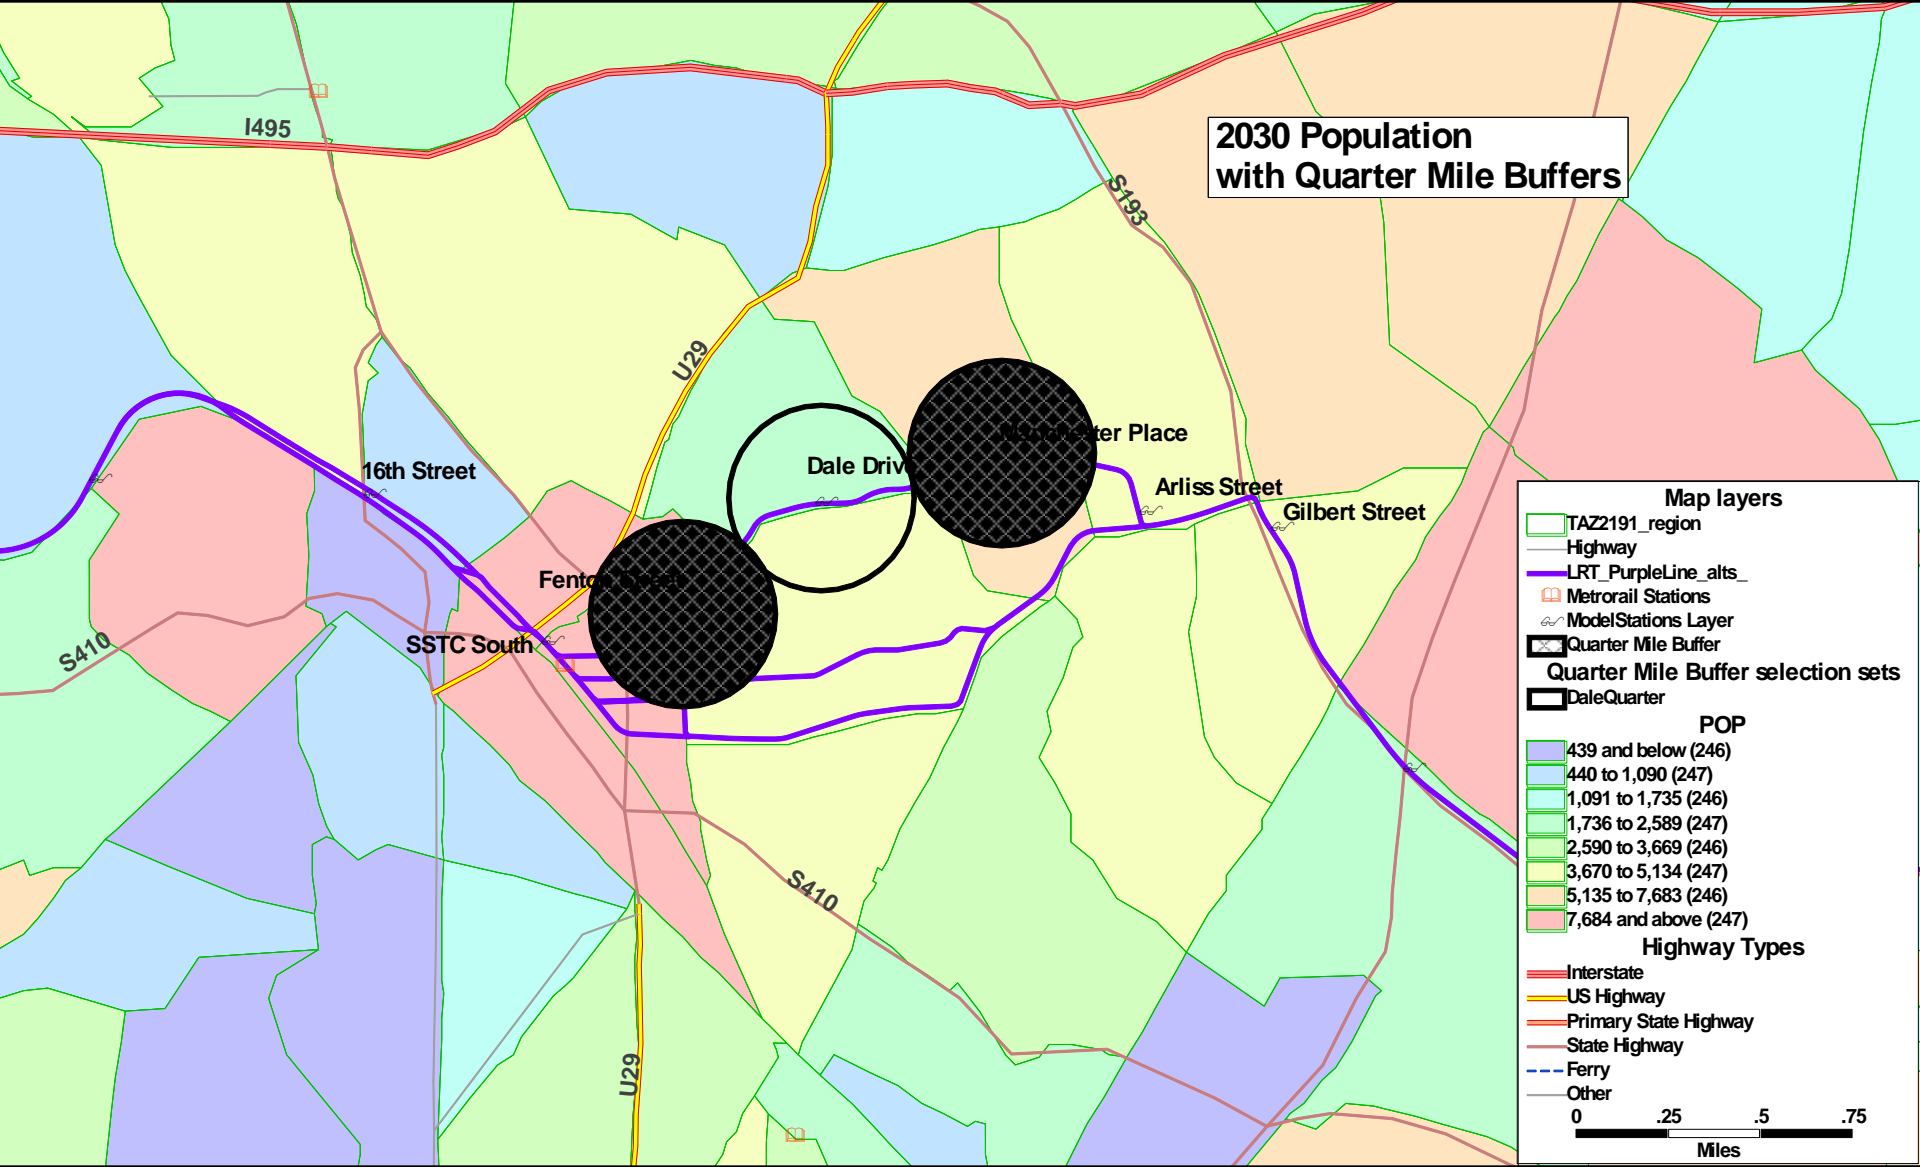 I495
2030 Population
with Quarter Mile Buffers
S193
U29
16th Street
Dale Drive
Place
Arliss Street
Gilbert Street
SSTC South
S410
S410
U29
Map layers
TAZ2191_region
Highway
LRT_PurpleLine_alts_
Metrorail Stations
ModelStations Layer
Quarter Mile Buffer
Quarter Mile Buffer selection sets
DaleQuarter
POP
439 and below (246)
440 to 1,090 (247)
1,091 to 1,735 (246)
1,736 to 2,589 (247)
2,590 to 3,669 (246)
3,670 to 5,134 (247)
5,135 to 7,683 (246)
7,684 and above (247)
Highway Types
Interstate
US Highway
Primary State Highway
State Highway
Ferry
Other
0 .25 .5 .75
Miles